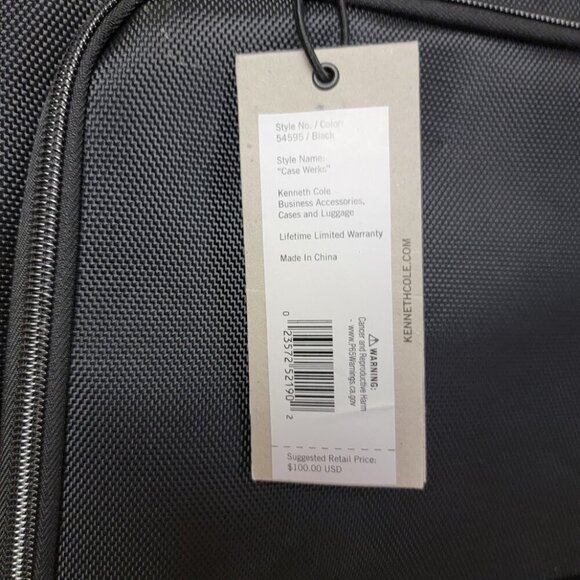 Style No. / Color:
54595 / Black
Style Name:
"Case Werks"
Kenneth Cole
Business Accessories,
Cases and Luggage
Lifetime Limited Warranty
Made In China
KENNETHCOLE.COM
⚠ WARNING:
Cancer and Reproductive Harm
- www.P65Warnings.ca.gov
0 23572 52190 2
Suggested Retail Price:
$100.00 USD